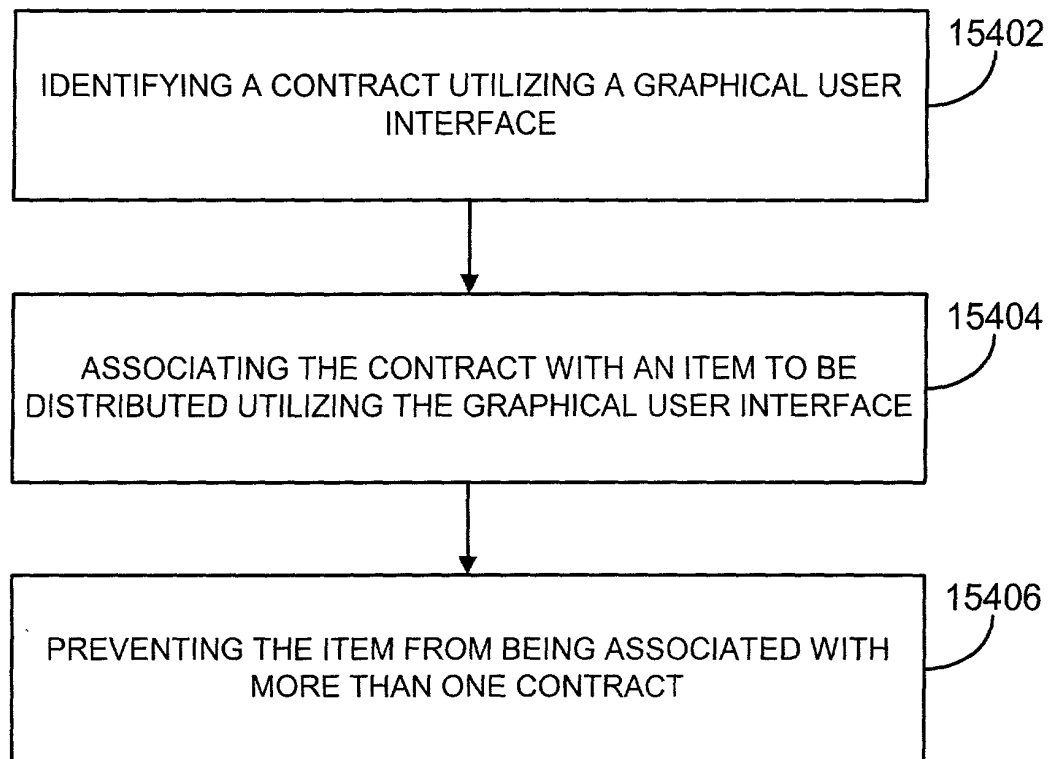 15402
IDENTIFYING A CONTRACT UTILIZING A GRAPHICAL USER
INTERFACE
15404
ASSOCIATING THE CONTRACT WITH AN ITEM TO BE
DISTRIBUTED UTILIZING THE GRAPHICAL USER INTERFACE
15406
PREVENTING THE ITEM FROM BEING ASSOCIATED WITH
MORE THAN ONE CONTRACT